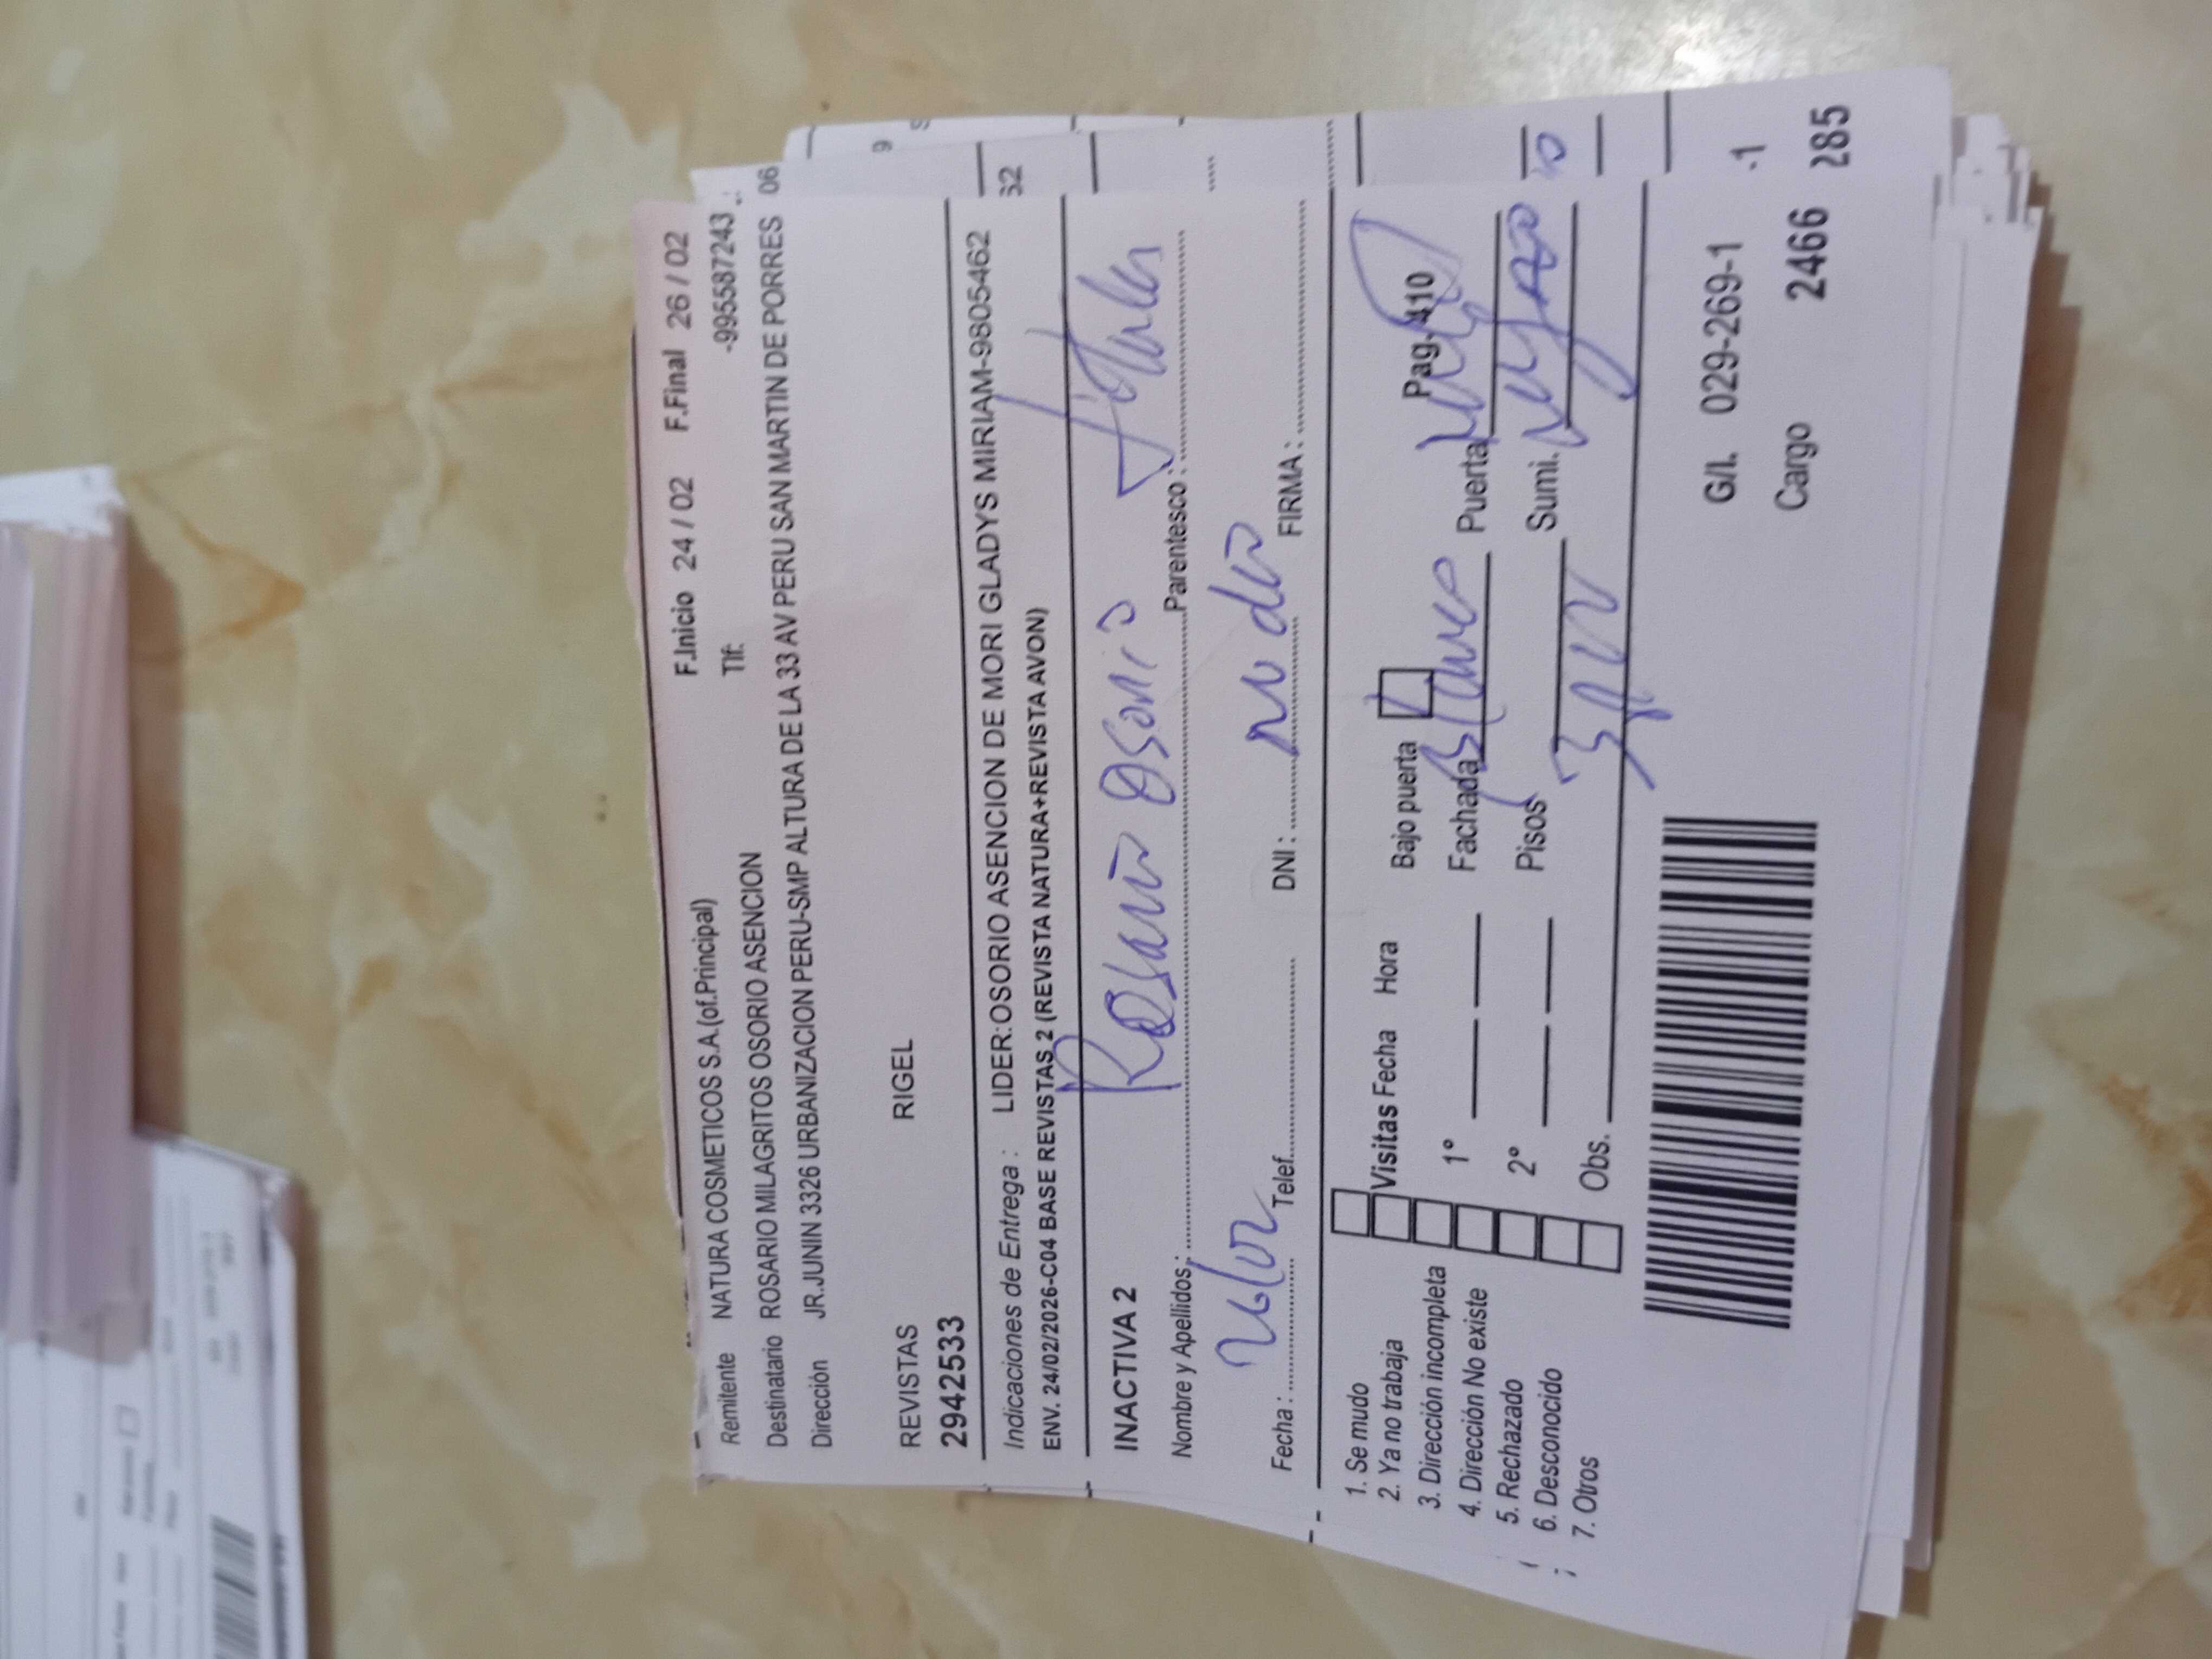 F.Inicio 24 / 02 F.Final 26 / 02
Remitente NATURA COSMETICOS S.A.(of.Principal) Tlf: -995587243
Destinatario ROSARIO MILAGRITOS OSORIO ASENCION
Dirección JR.JUNIN 3326 URBANIZACION PERU-SMP ALTURA DE LA 33 AV PERU SAN MARTIN DE PORRES
06
REVISTAS RIGEL
2942533
Indicaciones de Entrega : LIDER:OSORIO ASENCION DE MORI GLADYS MIRIAM-9805462
ENV. 24/02/2026-C04 BASE REVISTAS 2 (REVISTA NATURA+REVISTA AVON)
INACTIVA 2
Rosario Osorio titular
Nombre y Apellidos: Parentesco :
Fecha : Telef. DNI : no dio FIRMA :
1. Se mudo
2. Ya no trabaja
3. Dirección incompleta
4. Dirección No existe
5. Rechazado
6. Desconocido
7. Otros
Visitas Fecha Hora Bajo puerta Pag-410
1° Fachada Blanco Puerta
2° Pisos Sumi.
Obs.
G/I. 029-269-1
Cargo 2466
-1
285